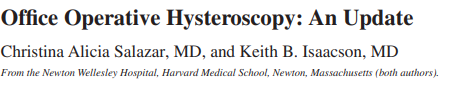 Office Operative Hysteroscopy: An Update
Christina Alicia Salazar, MD, and Keith B. Isaacson, MD
From the Newton Wellesley Hospital, Harvard Medical School, Newton, Massachusetts (both authors).